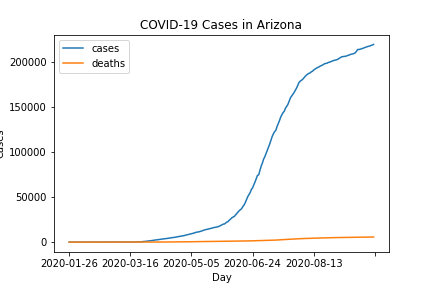 COVID-19 Cases in Arizona
cases
deaths
200000
150000
100000
50000
0
cases
2020-01-26 2020-03-16 2020-05-05 2020-06-24 2020-08-13
Day